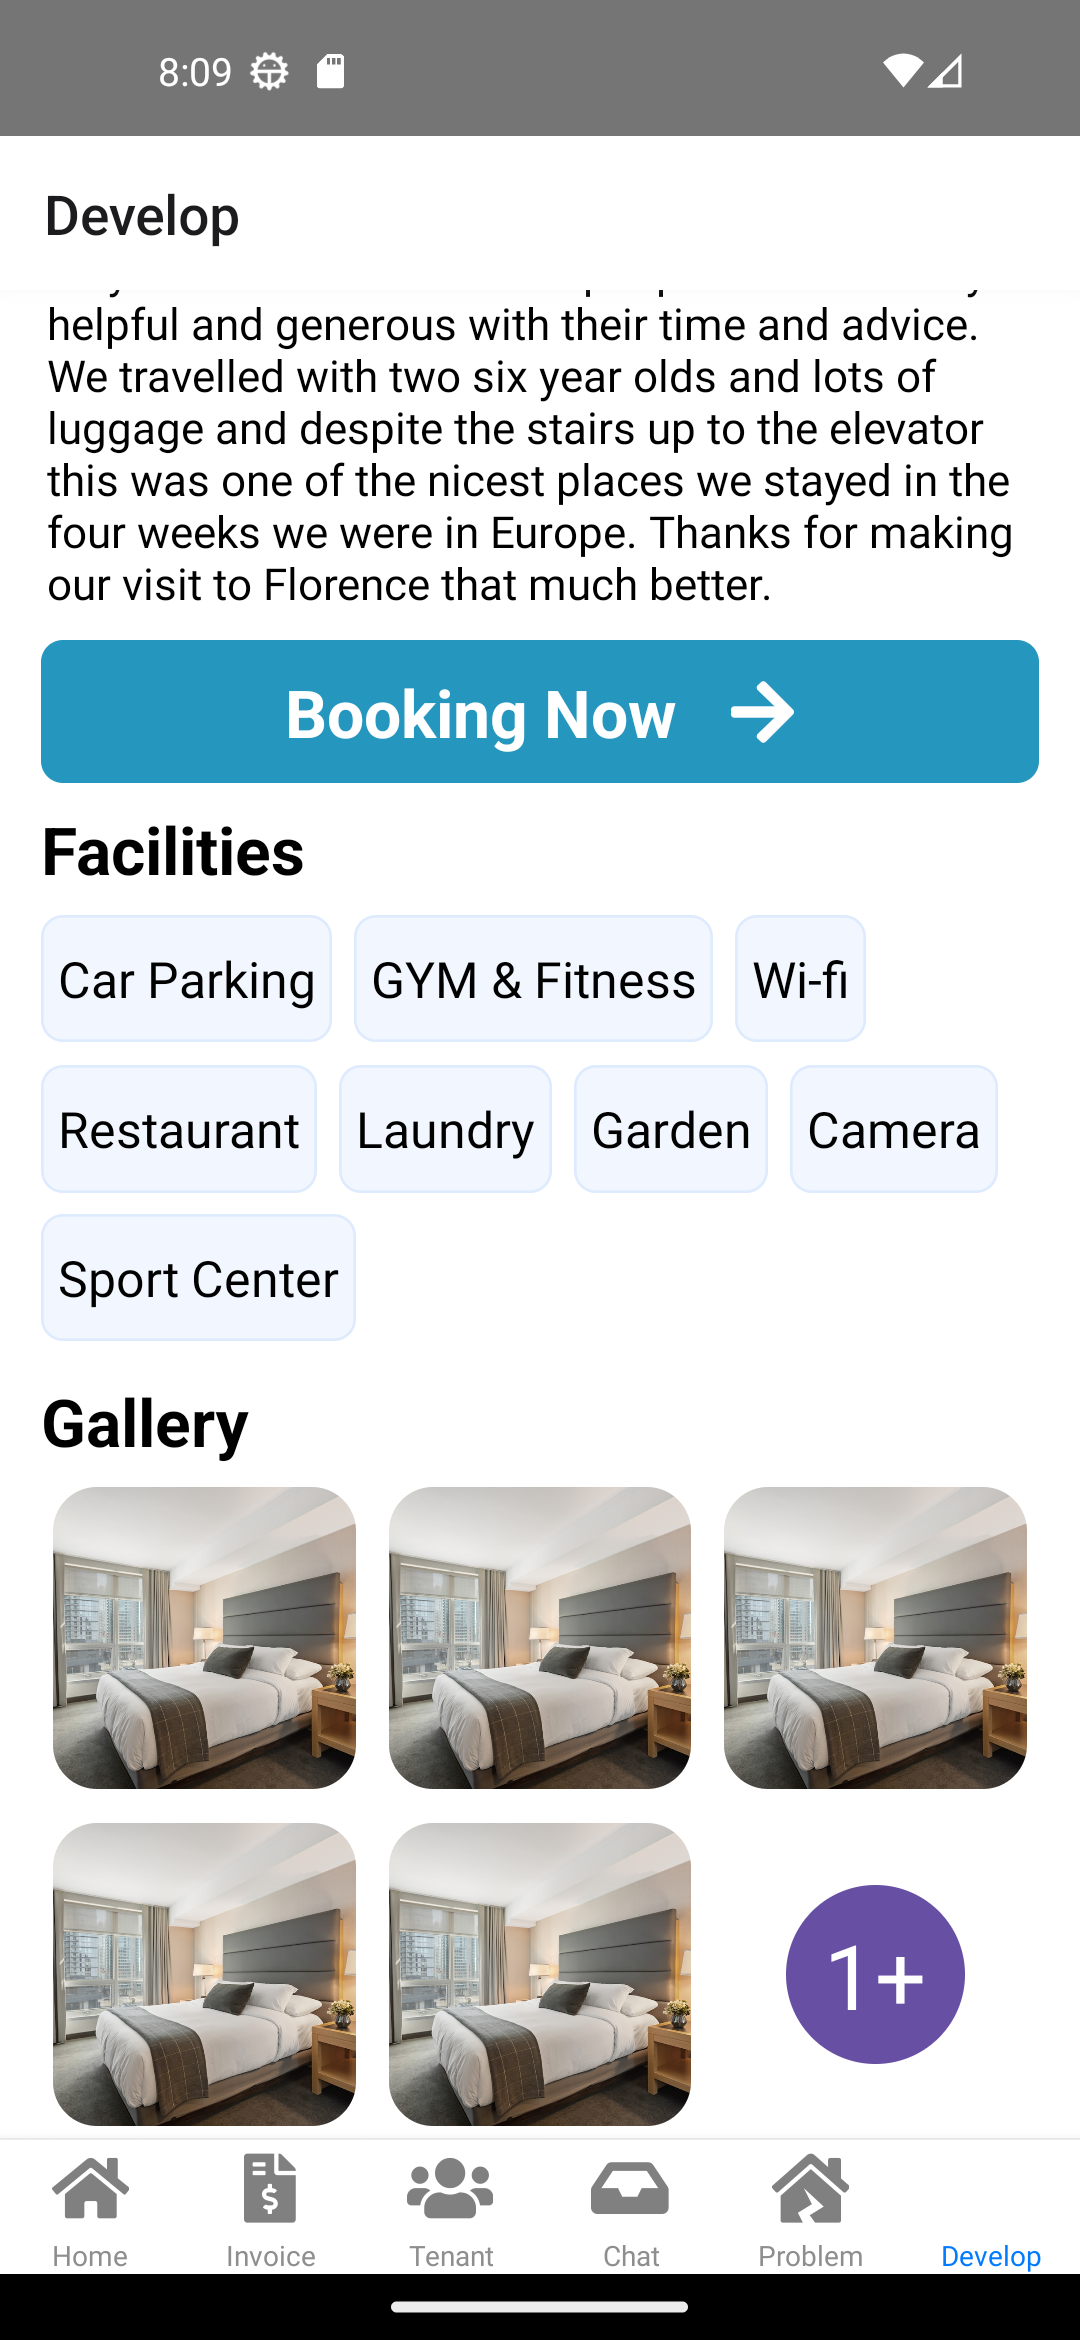 8:09
Develop
helpful and generous with their time and advice.
We travelled with two six year olds and lots of
luggage and despite the stairs up to the elevator
this was one of the nicest places we stayed in the
four weeks we were in Europe. Thanks for making
our visit to Florence that much better.
Booking Now
Facilities
Car Parking GYM & Fitness Wi-fi
Restaurant Laundry Garden Camera
Sport Center
Gallery
1+
Home Invoice Tenant Chat Problem Develop